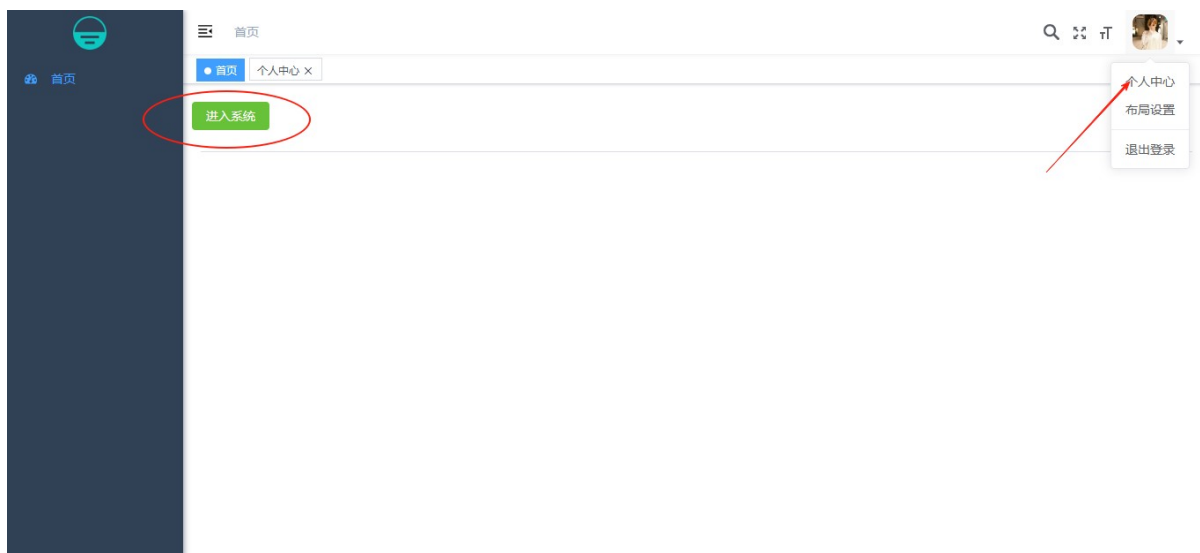 首页
首页
首页
个人中心
进入系统
个人中心
布局设置
退出登录